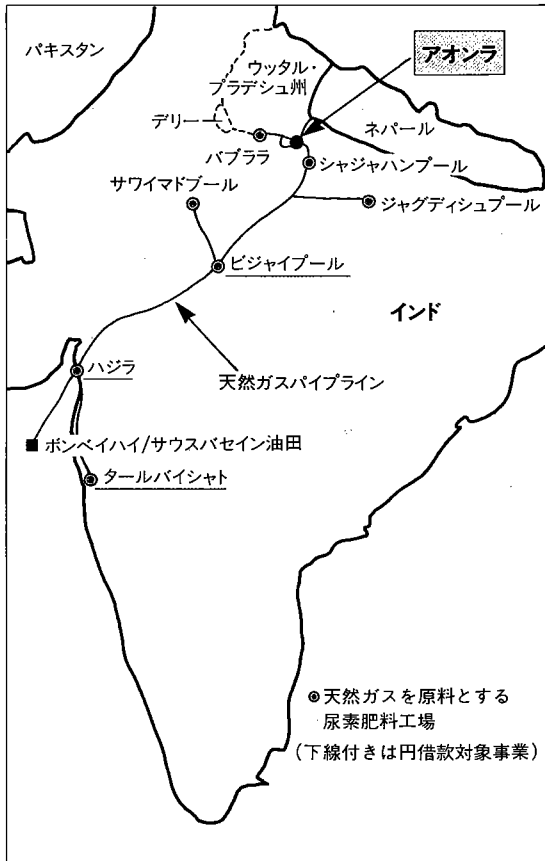 パキスタン
ウッタル・
プラデシュ州
アオンラ
デリー
ネパール
バブララ
シャジャハンプール
サワイマドプール
ジャグディシュプール
ビジャイプール
インド
ハジラ
天然ガスパイプライン
ボンベイハイ/サウスバセイン油田
タールバイシャト
天然ガスを原料とする
尿素肥料工場
(下線付きは円借款対象事業)